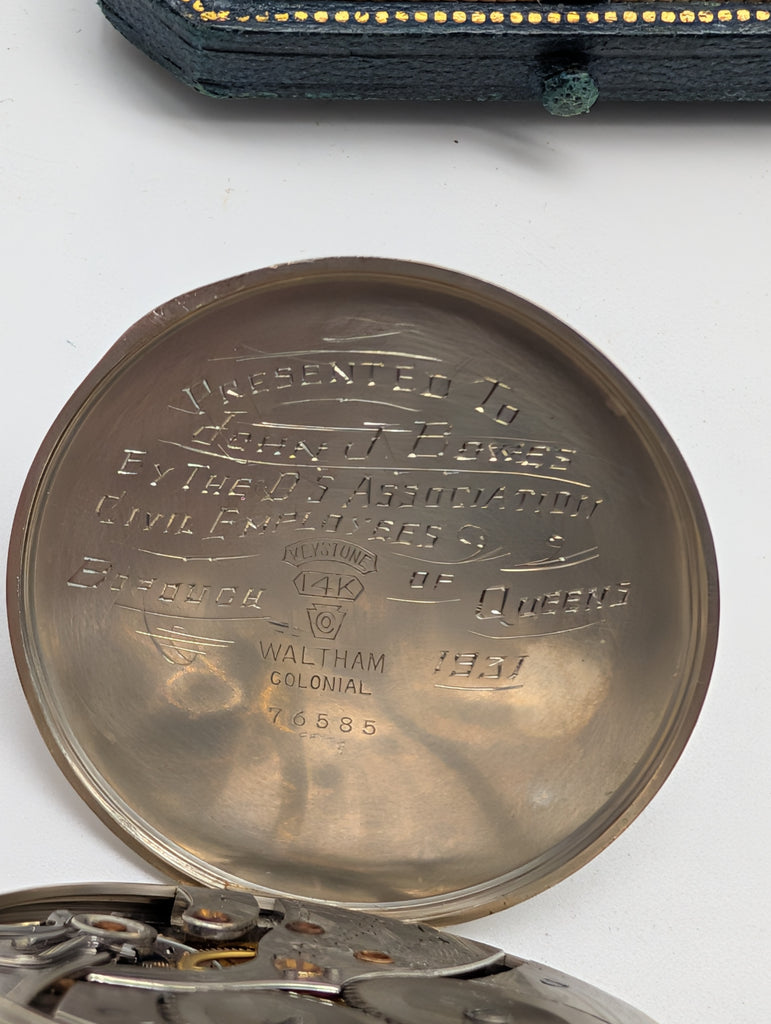 PRESENTED TO
JOHN J BOWES
BY THE D S ASSOCIATION
CIVIL EMPLOYEES
KEYSTONE
14K
BOROUGH OF QUEENS
WALTHAM
COLONIAL
1931
76585